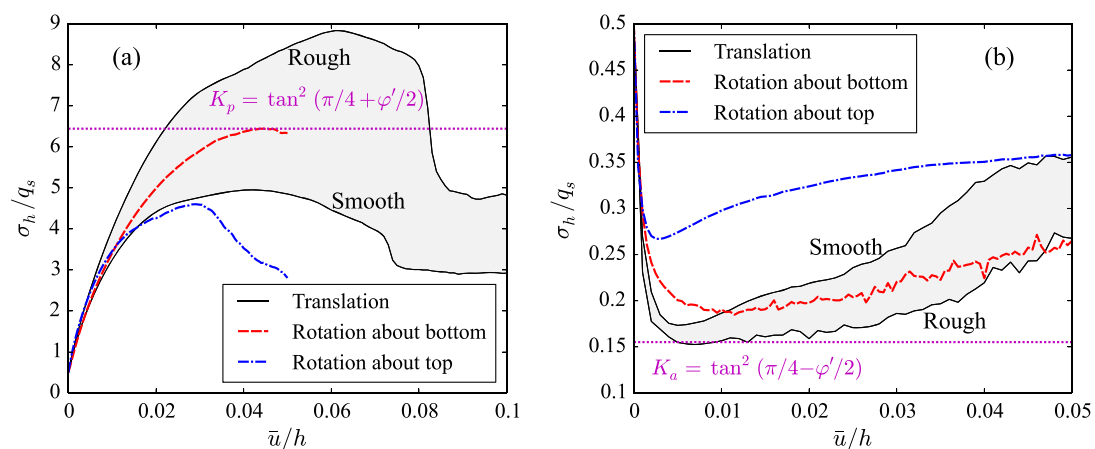 (a)
Rough
K_p = tan² (π/4+φ′/2)
Smooth
Translation
Rotation about bottom
Rotation about top
9
8
7
6
5
4
3
2
1
0
0
0.02
0.04
0.06
0.08
0.1
σ_h/q_s
ū/h
Translation
Rotation about bottom
Rotation about top
(b)
Smooth
Rough
K_a = tan² (π/4−φ′/2)
0.5
0.45
0.4
0.35
0.3
0.25
0.2
0.15
0.1
0
0.01
0.02
0.03
0.04
0.05
σ_h/q_s
ū/h